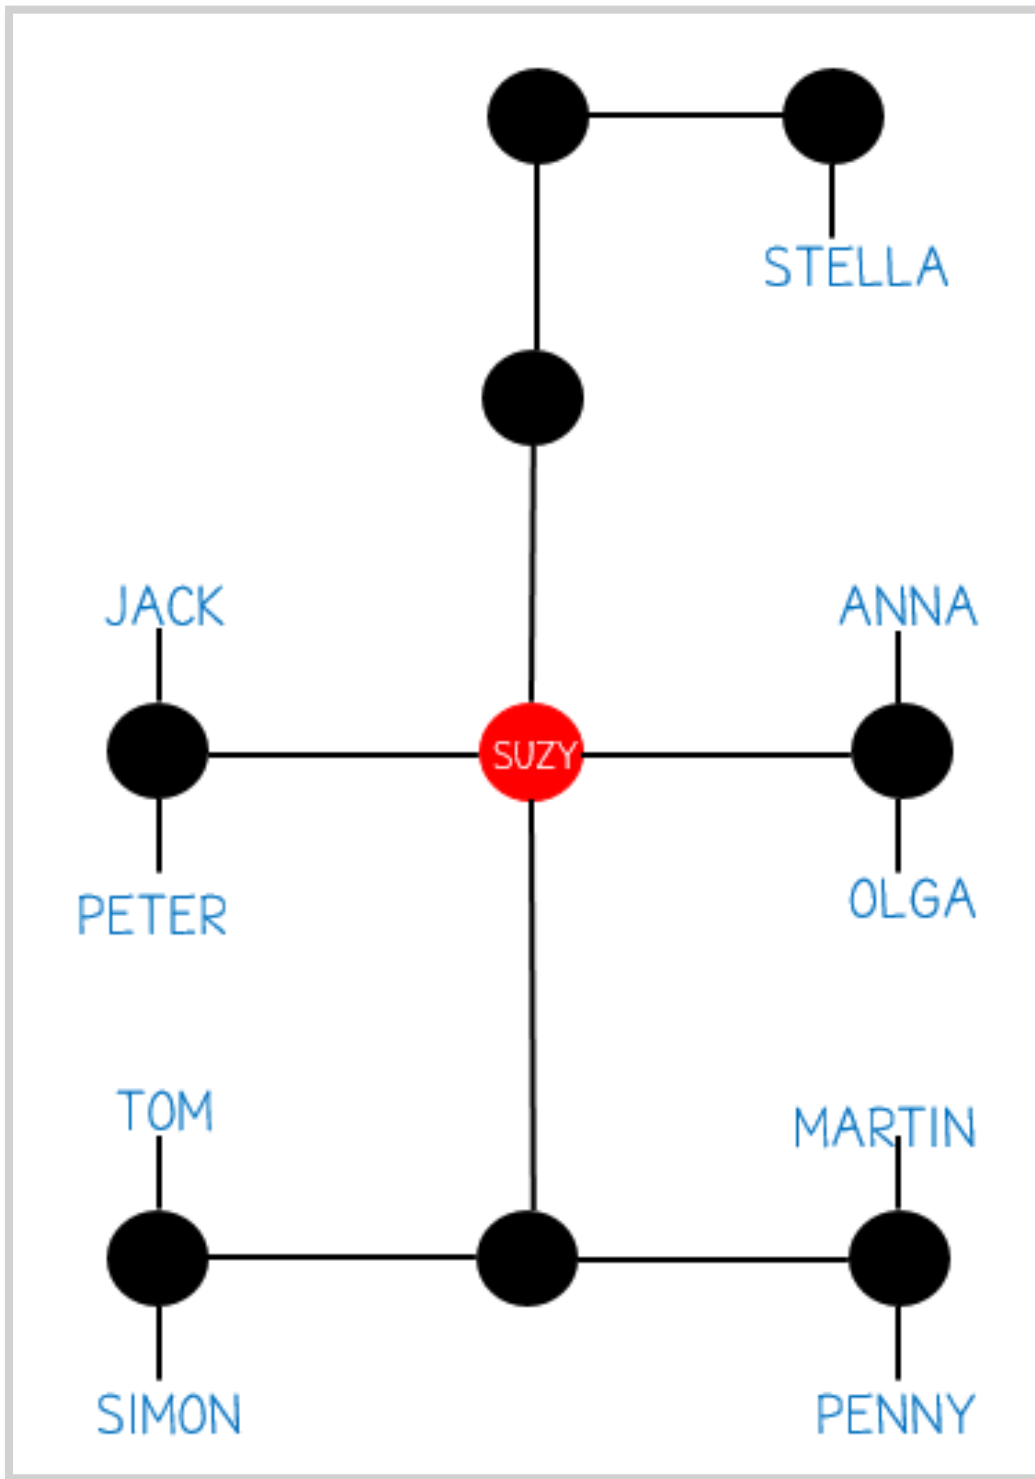 STELLA
JACK
ANNA
SUZY
PETER
OLGA
TOM
MARTIN
SIMON
PENNY